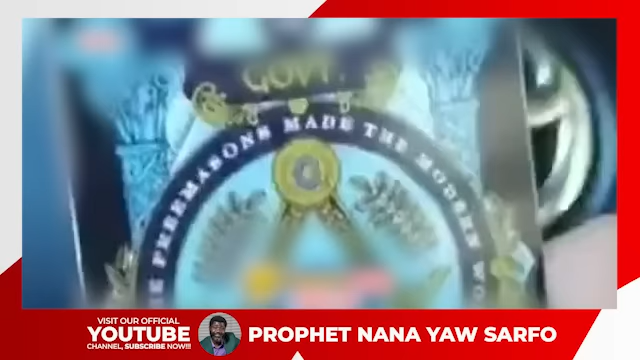 GOVT.
FREEMASONS MADE THE MODERN
VISIT OUR OFFICIAL
YOUTUBE
CHANNEL, SUBSCRIBE NOW!!!
PROPHET NANA YAW SARFO